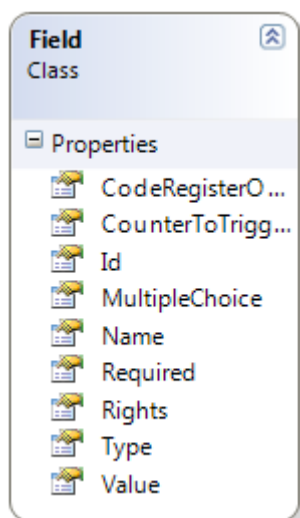 Field
Class
Properties
CodeRegisterO...
CounterToTrigg...
Id
MultipleChoice
Name
Required
Rights
Type
Value